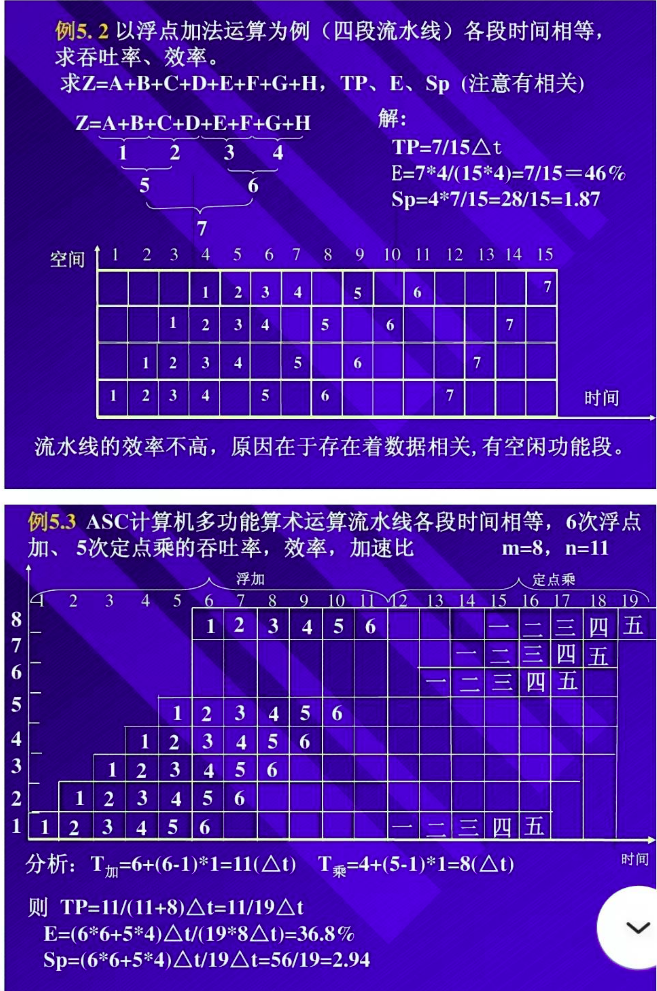 例5. 2 以浮点加法运算为例（四段流水线）各段时间相等，
求吞吐率、效率。
求Z=A+B+C+D+E+F+G+H，TP、E、Sp (注意有相关)
Z=A+B+C+D+E+F+G+H
1 2 3 4
5 6
7
解：
TP=7/15△t
E=7*4/(15*4)=7/15＝46%
Sp=4*7/15=28/15=1.87
空间 1 2 3 4 5 6 7 8 9 10 11 12 13 14 15
1 2 3 4 5 6 7
1 2 3 4 5 6 7
1 2 3 4 5 6 7
1 2 3 4 5 6 7
时间
流水线的效率不高，原因在于存在着数据相关,有空闲功能段。
例5.3 ASC计算机多功能算术运算流水线各段时间相等，6次浮点
加、 5次定点乘的吞吐率，效率，加速比 m=8，n=11
浮加 定点乘
1 2 3 4 5 6 7 8 9 10 11 12 13 14 15 16 17 18 19
8 1 2 3 4 5 6 一 二 三 四 五
7 一 二 三 四 五
6 一 二 三 四 五
5 1 2 3 4 5 6
4 1 2 3 4 5 6
3 1 2 3 4 5 6
2 1 2 3 4 5 6
1 1 2 3 4 5 6 一 二 三 四 五
时间
分析：T加=6+(6-1)*1=11(△t) T乘=4+(5-1)*1=8(△t)
则 TP=11/(11+8)△t=11/19△t
E=(6*6+5*4)△t/(19*8△t)=36.8%
Sp=(6*6+5*4)△t/19△t=56/19=2.94